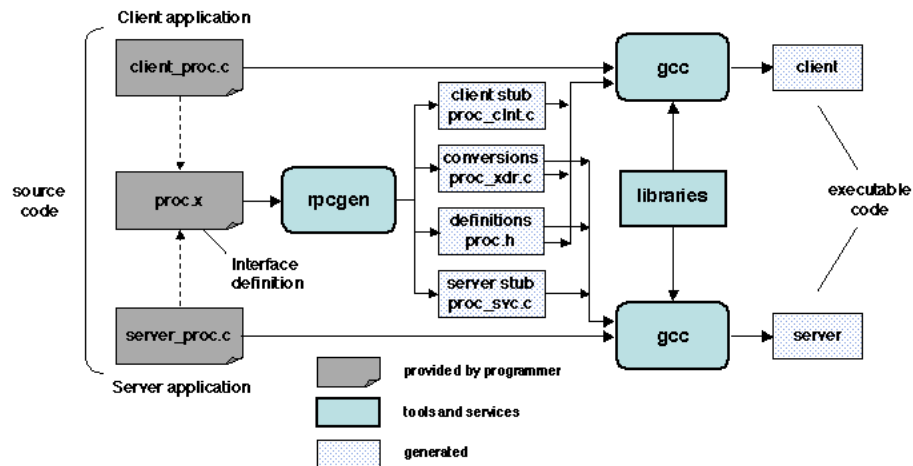 Client application
client_proc.c
gcc
client
client stub
proc_clnt.c
conversions
proc_xdr.c
source
code
proc.x
rpcgen
libraries
executable
code
definitions
proc.h
Interface
definition
server stub
proc_svc.c
server_proc.c
gcc
server
Server application
provided by programmer
tools and services
generated